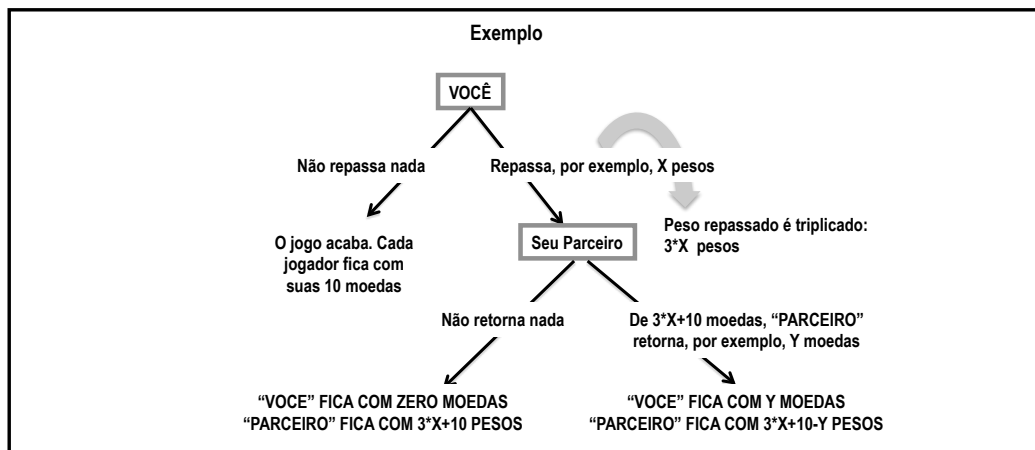 Exemplo
VOCÊ
Não repassa nada
Repassa, por exemplo, X pesos
Peso repassado é triplicado:
3*X pesos
O jogo acaba. Cada
jogador fica com
suas 10 moedas
Seu Parceiro
Não retorna nada
De 3*X+10 moedas, “PARCEIRO”
retorna, por exemplo, Y moedas
“VOCE” FICA COM ZERO MOEDAS
“PARCEIRO” FICA COM 3*X+10 PESOS
“VOCE” FICA COM Y MOEDAS
“PARCEIRO” FICA COM 3*X+10-Y PESOS